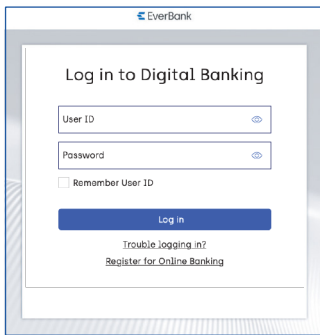 EverBank
Log in to Digital Banking
User ID
Password
Remember User ID
Log in
Trouble logging in?
Register for Online Banking